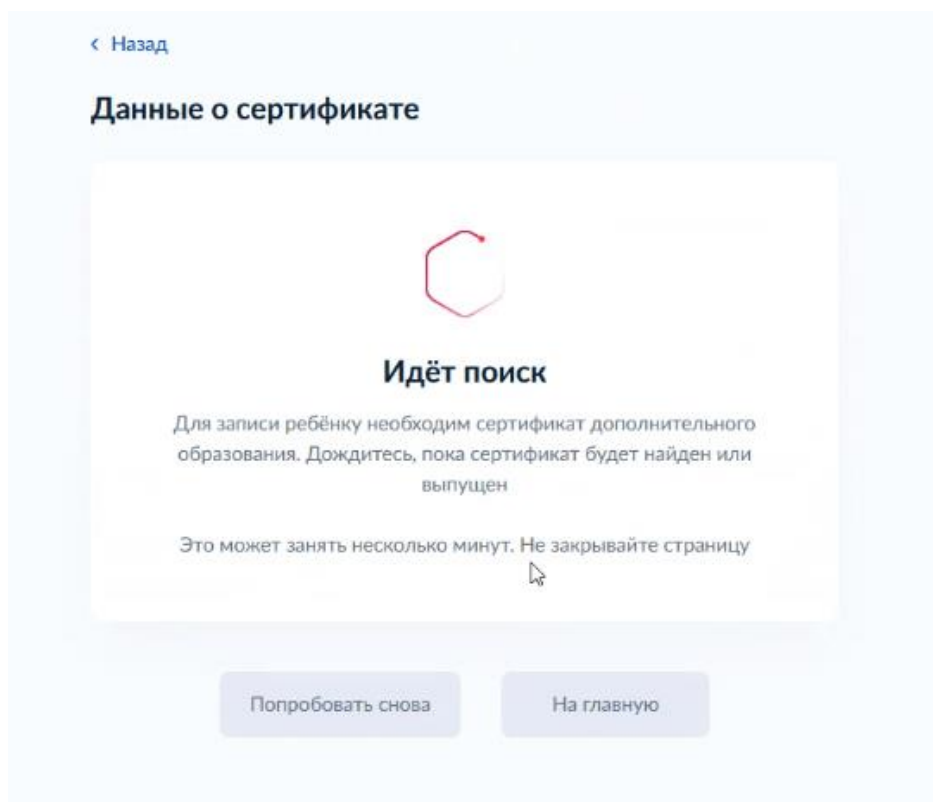 Назад
Данные о сертификате
Идёт поиск
Для записи ребёнку необходим сертификат дополнительного
образования. Дождитесь, пока сертификат будет найден или
выпущен
Это может занять несколько минут. Не закрывайте страницу
Попробовать снова
На главную